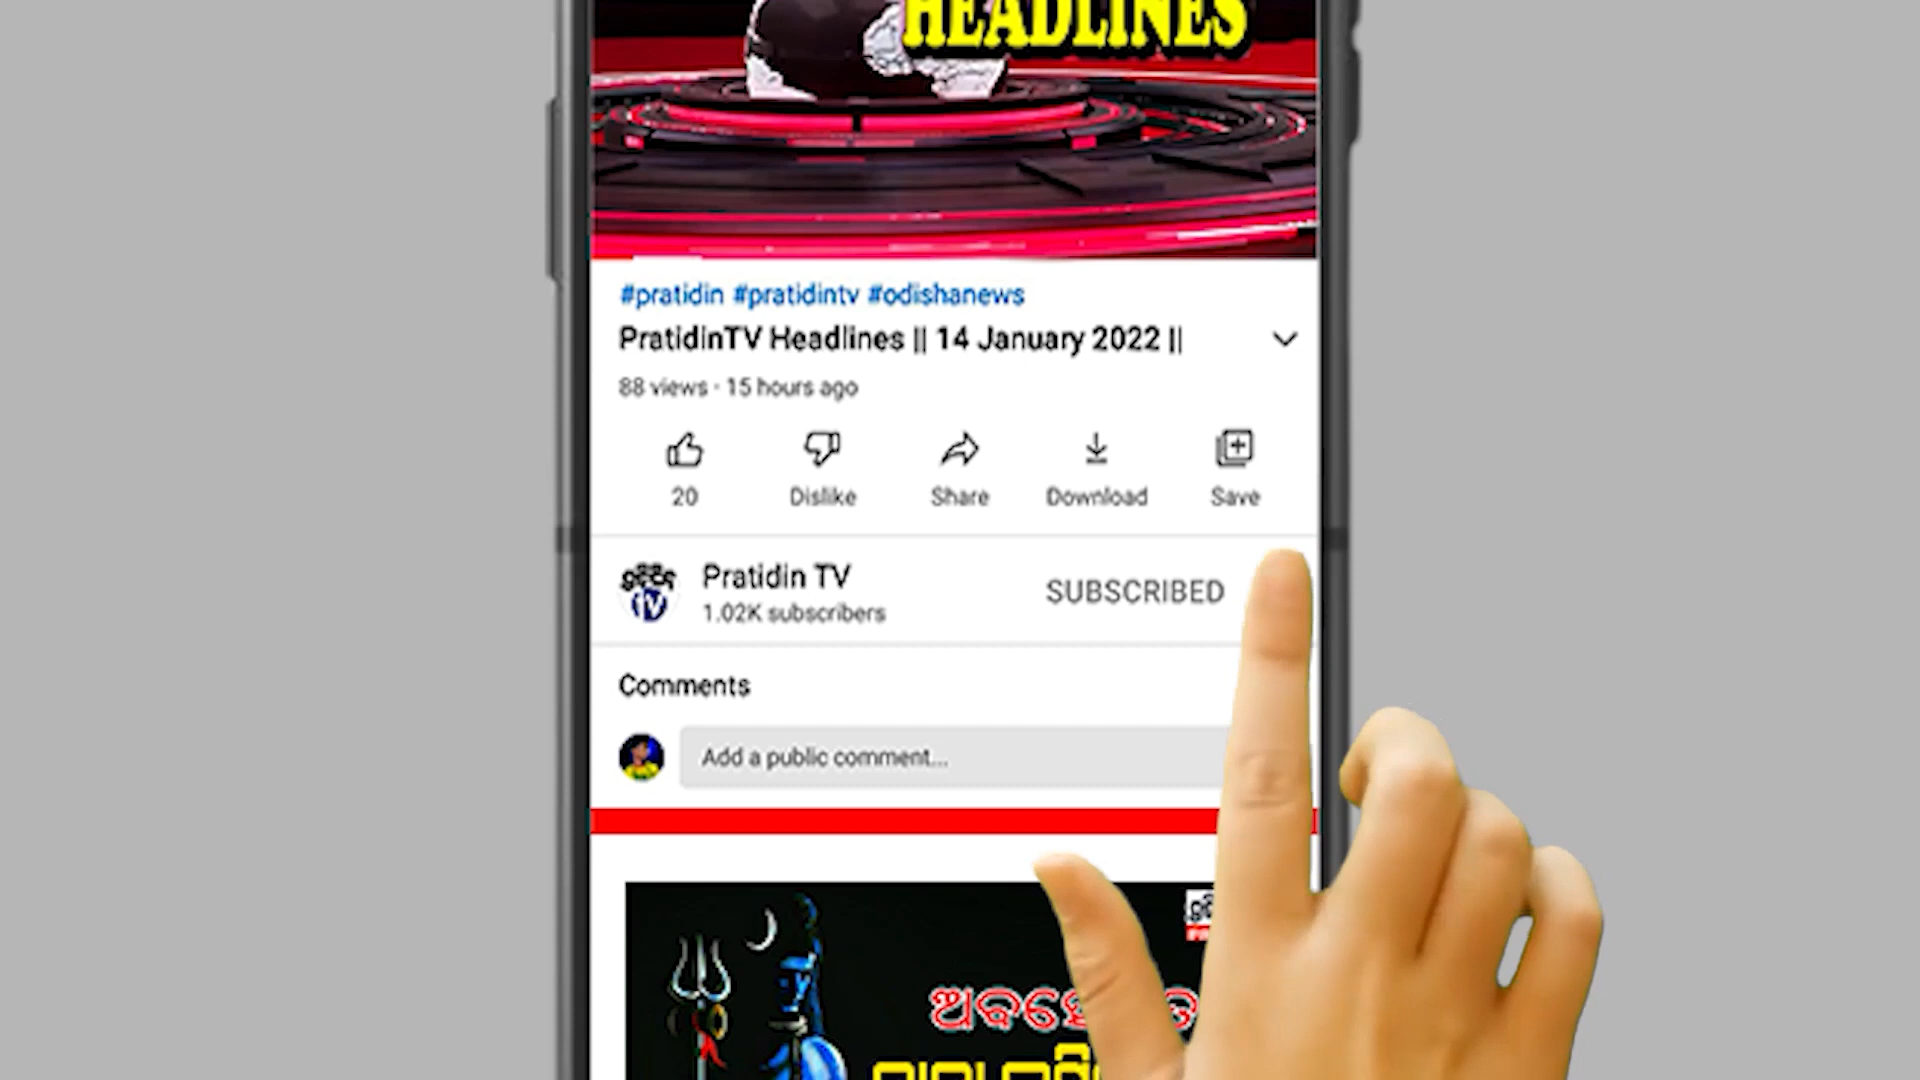 HEADLINES
#pratidin #pratidintv #odishanews
PratidinTV Headlines || 14 January 2022 ||
88 views · 15 hours ago
20
Dislike
Share
Download
Save
Pratidin TV
1.02K subscribers
SUBSCRIBED
tv
Comments
Add a public comment...